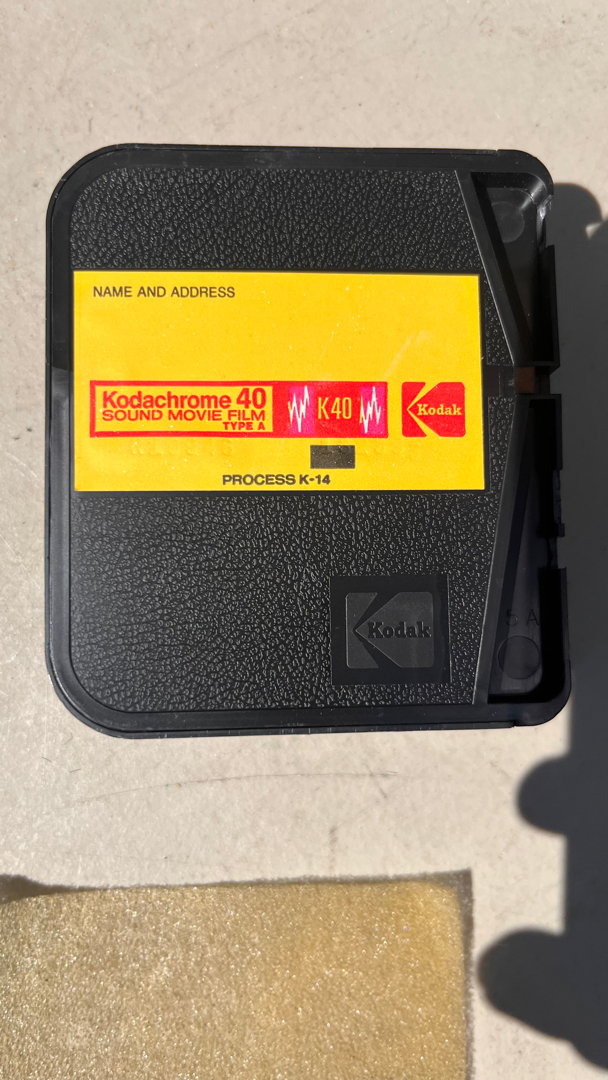 NAME AND ADDRESS
Kodachrome 40
SOUND MOVIE FILM
TYPE A
K40
Kodak
PROCESS K-14
Kodak